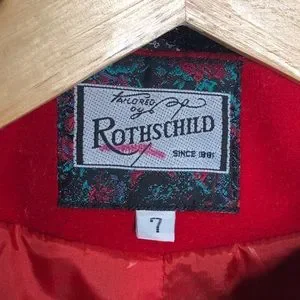 Tailored
by
ROTHSCHILD
SINCE 1881
7